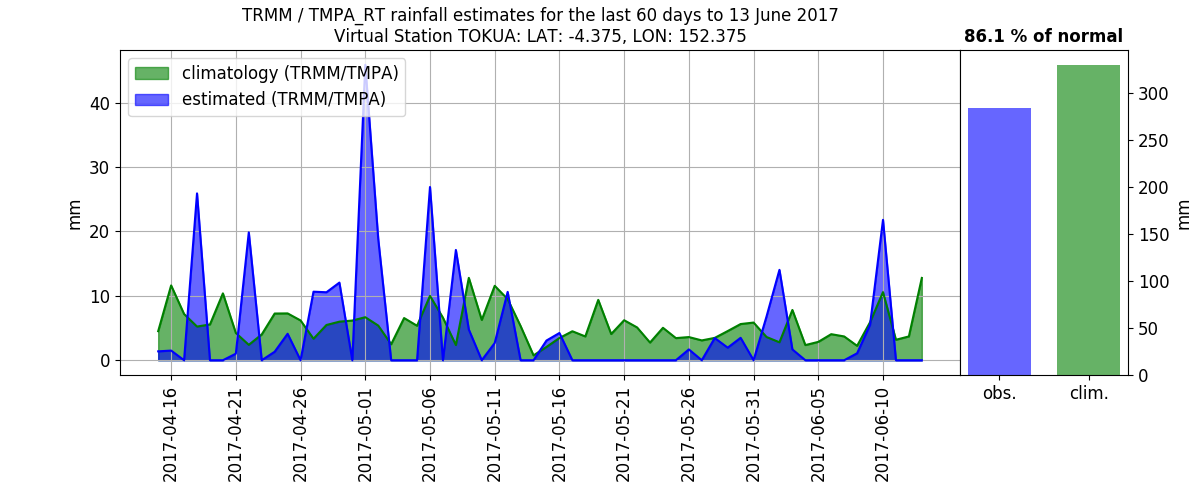 TRMM / TMPA_RT rainfall estimates for the last 60 days to 13 June 2017
Virtual Station TOKUA: LAT: -4.375, LON: 152.375
86.1 % of normal
climatology (TRMM/TMPA)
estimated (TRMM/TMPA)
mm
40
30
20
10
0
2017-04-16
2017-04-21
2017-04-26
2017-05-01
2017-05-06
2017-05-11
2017-05-16
2017-05-21
2017-05-26
2017-05-31
2017-06-05
2017-06-10
300
250
200
150
100
50
0
mm
obs.
clim.